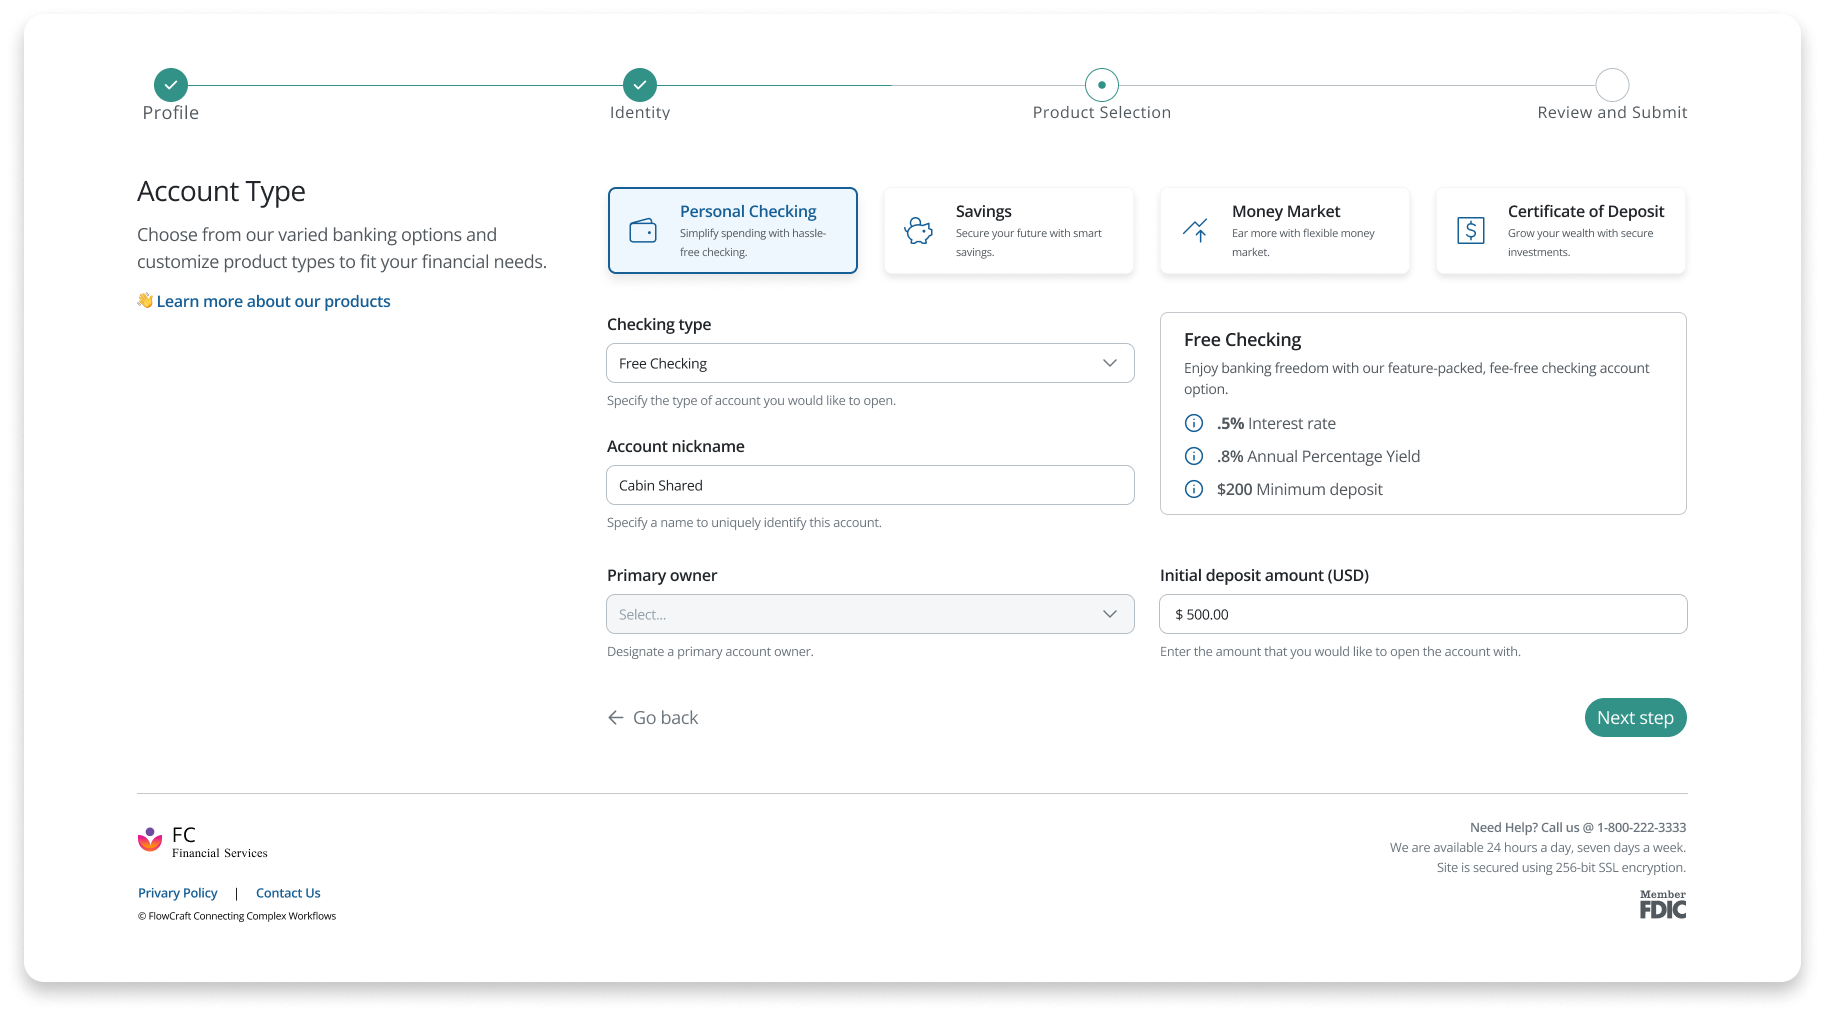 Profile
Identity
Product Selection
Review and Submit
Account Type
Choose from our varied banking options and
customize product types to fit your financial needs.
Learn more about our products
Personal Checking
Simplify spending with hassle-
free checking.
Savings
Secure your future with smart
savings.
Money Market
Ear more with flexible money
market.
Certificate of Deposit
Grow your wealth with secure
investments.
Checking type
Free Checking
Specify the type of account you would like to open.
Account nickname
Cabin Shared
Specify a name to uniquely identify this account.
Free Checking
Enjoy banking freedom with our feature-packed, fee-free checking account
option.
.5% Interest rate
.8% Annual Percentage Yield
$200 Minimum deposit
Primary owner
Select...
Designate a primary account owner.
Initial deposit amount (USD)
$ 500.00
Enter the amount that you would like to open the account with.
Go back
Next step
FC
Financial Services
Privary Policy | Contact Us
© FlowCraft Connecting Complex Workflows
Need Help? Call us @ 1-800-222-3333
We are available 24 hours a day, seven days a week.
Site is secured using 256-bit SSL encryption.
Member
FDIC